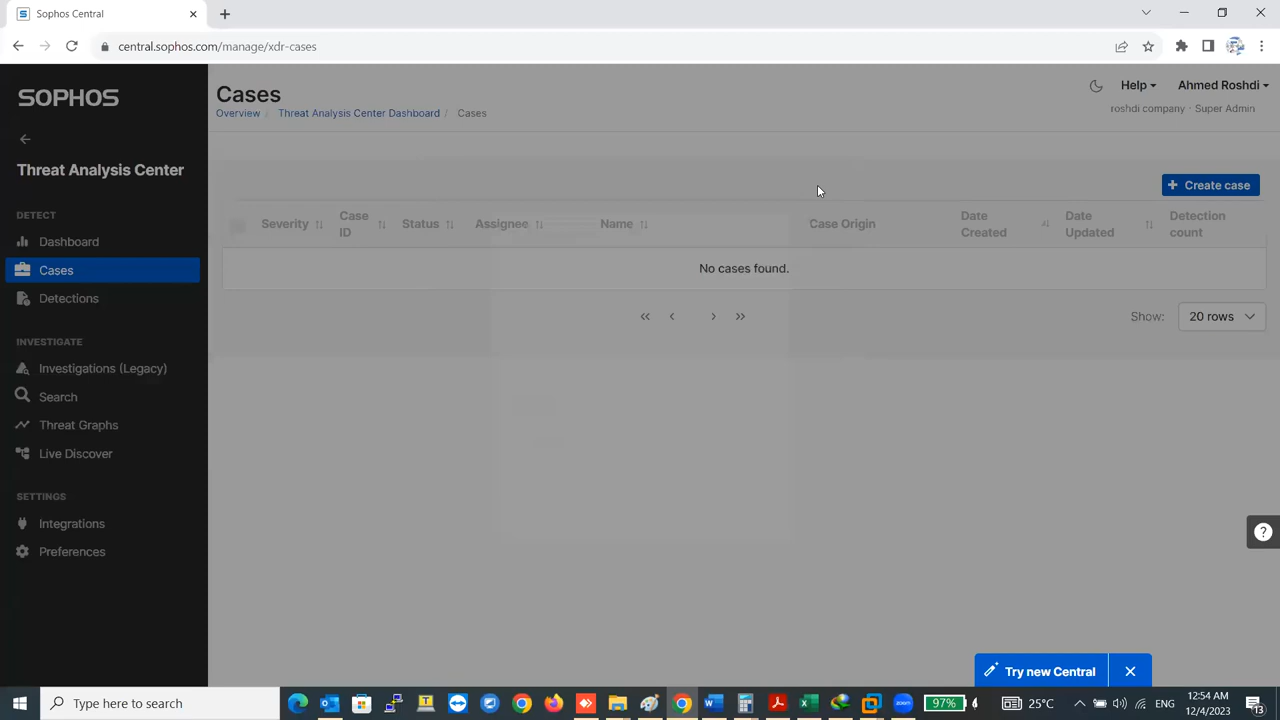 Sophos Central
central.sophos.com/manage/xdr-cases
SOPHOS
Cases
Overview / Threat Analysis Center Dashboard / Cases
Help
Ahmed Roshdi
roshdi company · Super Admin
Threat Analysis Center
DETECT
Dashboard
Cases
Detections
INVESTIGATE
Investigations (Legacy)
Search
Threat Graphs
Live Discover
SETTINGS
Integrations
Preferences
+ Create case
Severity
Case ID
Status
Assignee
Name
Case Origin
Date Created
Date Updated
Detection count
No cases found.
Show: 20 rows
Try new Central
Type here to search
97%
25°C
ENG
12:54 AM
12/4/2023